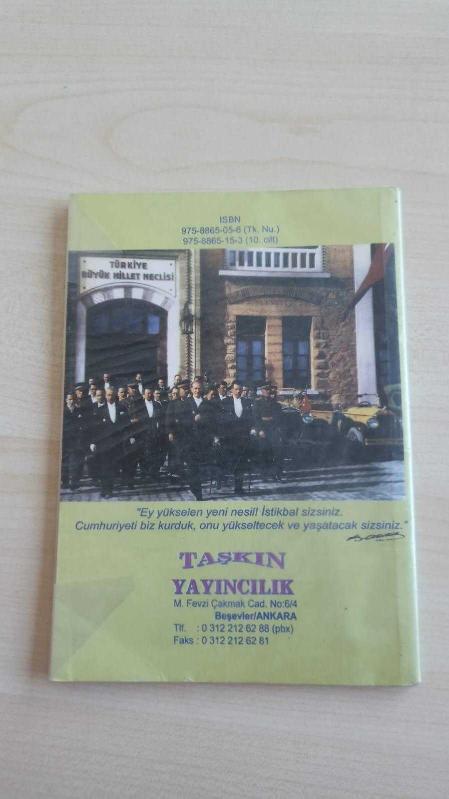 ISBN
975-8865-05-6 (Tk. Nu.)
975-8865-15-3 (10. cilt)
TÜRKİYE
BÜYÜK MİLLET MECLİSİ
"Ey yükselen yeni nesil! İstikbal sizsiniz.
Cumhuriyeti biz kurduk, onu yükseltecek ve yaşatacak sizsiniz."
TAŞKIN
YAYINCILIK
M. Fevzi Çakmak Cad. No:6/4
Beşevler/ANKARA
Tlf. : 0 312 212 62 88 (pbx)
Faks : 0 312 212 62 81